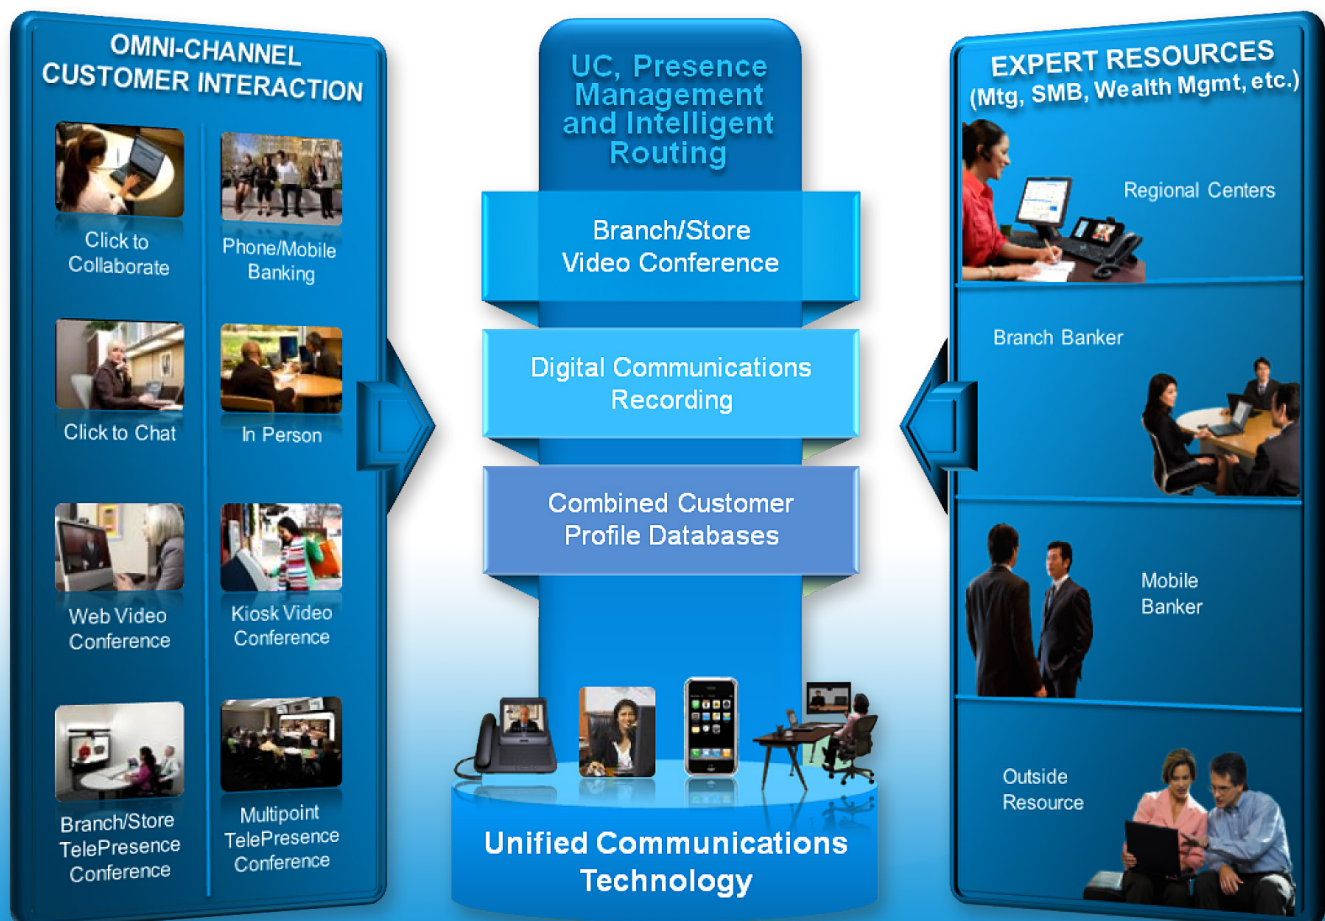 OMNI-CHANNEL
CUSTOMER INTERACTION
Click to
Collaborate
Phone/Mobile
Banking
Click to Chat
In Person
Web Video
Conference
Kiosk Video
Conference
Branch/Store
TelePresence
Conference
Multipoint
TelePresence
Conference
UC, Presence
Management
and Intelligent
Routing
Branch/Store
Video Conference
Digital Communications
Recording
Combined Customer
Profile Databases
Unified Communications
Technology
EXPERT RESOURCES
(Mtg, SMB, Wealth Mgmt, etc.)
Regional Centers
Branch Banker
Mobile
Banker
Outside
Resource